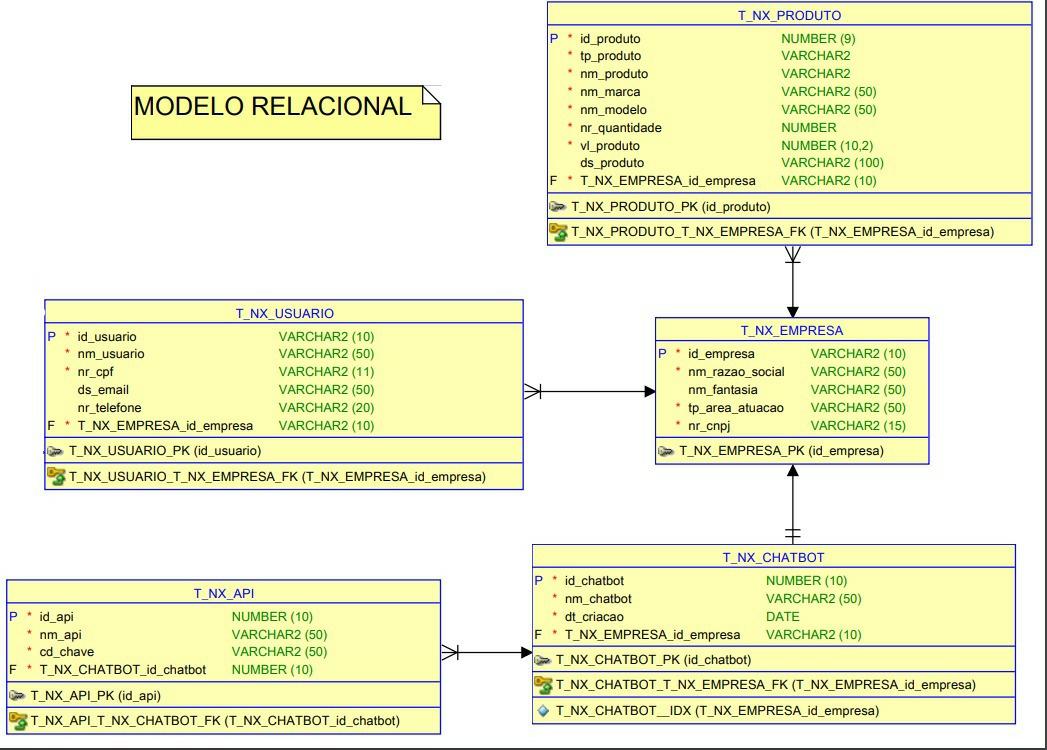 MODELO RELACIONAL
T_NX_PRODUTO
P * id_produto NUMBER (9)
* tp_produto VARCHAR2
* nm_produto VARCHAR2
* nm_marca VARCHAR2 (50)
* nm_modelo VARCHAR2 (50)
* nr_quantidade NUMBER
* vl_produto NUMBER (10,2)
ds_produto VARCHAR2 (100)
F * T_NX_EMPRESA_id_empresa VARCHAR2 (10)
T_NX_PRODUTO_PK (id_produto)
T_NX_PRODUTO_T_NX_EMPRESA_FK (T_NX_EMPRESA_id_empresa)
T_NX_USUARIO
P * id_usuario VARCHAR2 (10)
* nm_usuario VARCHAR2 (50)
* nr_cpf VARCHAR2 (11)
ds_email VARCHAR2 (50)
nr_telefone VARCHAR2 (20)
F * T_NX_EMPRESA_id_empresa VARCHAR2 (10)
T_NX_USUARIO_PK (id_usuario)
T_NX_USUARIO_T_NX_EMPRESA_FK (T_NX_EMPRESA_id_empresa)
T_NX_EMPRESA
P * id_empresa VARCHAR2 (10)
* nm_razao_social VARCHAR2 (50)
nm_fantasia VARCHAR2 (50)
* tp_area_atuacao VARCHAR2 (50)
* nr_cnpj VARCHAR2 (15)
T_NX_EMPRESA_PK (id_empresa)
T_NX_API
P * id_api NUMBER (10)
* nm_api VARCHAR2 (50)
* cd_chave VARCHAR2 (50)
F * T_NX_CHATBOT_id_chatbot NUMBER (10)
T_NX_API_PK (id_api)
T_NX_API_T_NX_CHATBOT_FK (T_NX_CHATBOT_id_chatbot)
T_NX_CHATBOT
P * id_chatbot NUMBER (10)
* nm_chatbot VARCHAR2 (50)
* dt_criacao DATE
F * T_NX_EMPRESA_id_empresa VARCHAR2 (10)
T_NX_CHATBOT_PK (id_chatbot)
T_NX_CHATBOT_T_NX_EMPRESA_FK (T_NX_EMPRESA_id_empresa)
T_NX_CHATBOT__IDX (T_NX_EMPRESA_id_empresa)